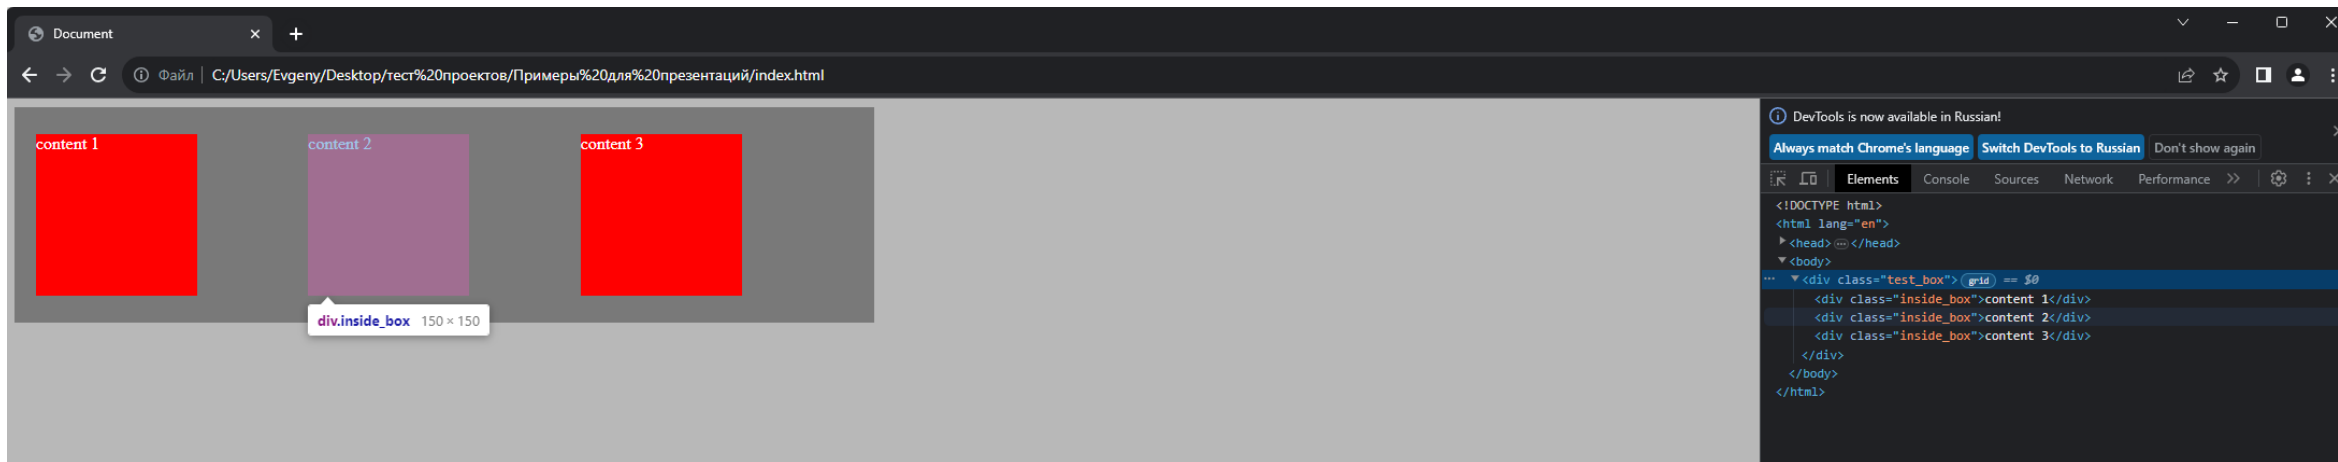 Document
Файл C:/Users/Evgeny/Desktop/тест%20проектов/Примеры%20для%20презентаций/index.html
content 1 content 2 content 3
div.inside_box 150 × 150
DevTools is now available in Russian!
Always match Chrome's language Switch DevTools to Russian Don't show again
Elements Console Sources Network Performance
<!DOCTYPE html>
<html lang="en">
<head>…</head>
<body>
<div class="test_box"> grid == $0
<div class="inside_box">content 1</div>
<div class="inside_box">content 2</div>
<div class="inside_box">content 3</div>
</div>
</body>
</html>